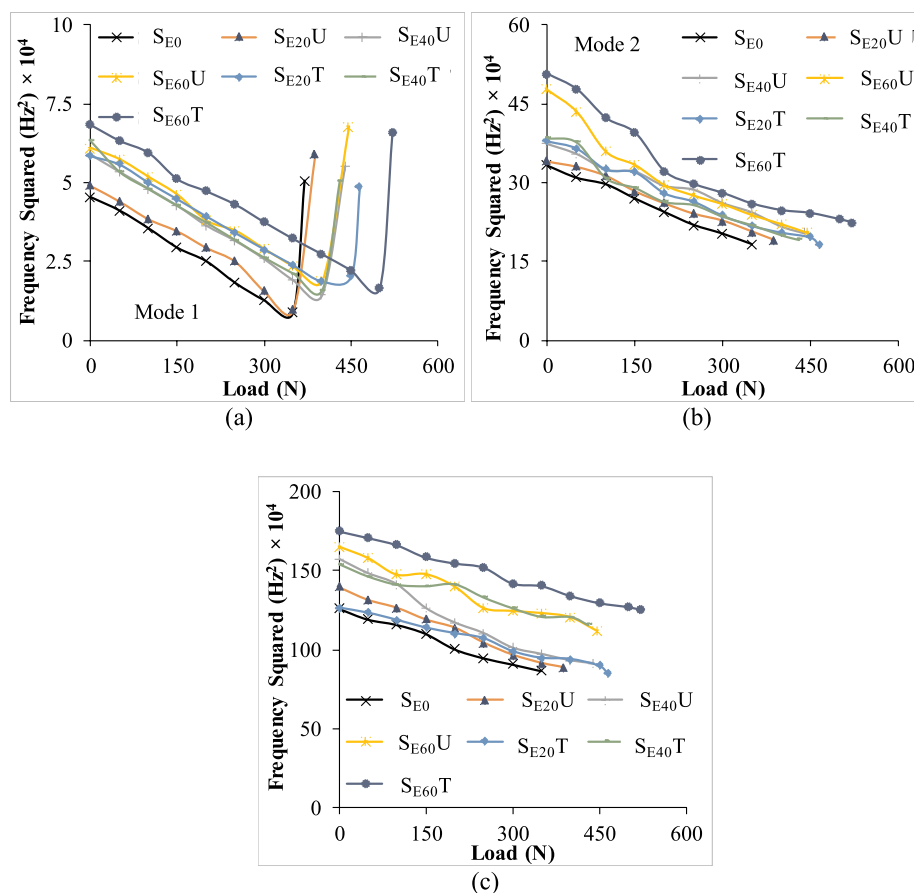 Frequency Squared (Hz²) × 10⁴
10
7.5
5
2.5
0
S_E0
S_E20U
S_E40U
S_E60U
S_E20T
S_E40T
S_E60T
Mode 1
0 150 300 450 600
Load (N)
(a)
Frequency Squared (Hz²) × 10⁴
60
45
30
15
0
Mode 2
S_E0
S_E20U U
S_E40U
S_E60U
S_E20T
S_E40T
S_E60T
0 150 300 450 600
Load (N)
(b)
Frequency Squared (Hz²) × 10⁴
200
150
100
50
0
S_E0
S_E20U
S_E40U
S_E60U
S_E20T
S_E40T
S_E60T
0 150 300 450 600
Load (N)
(c)